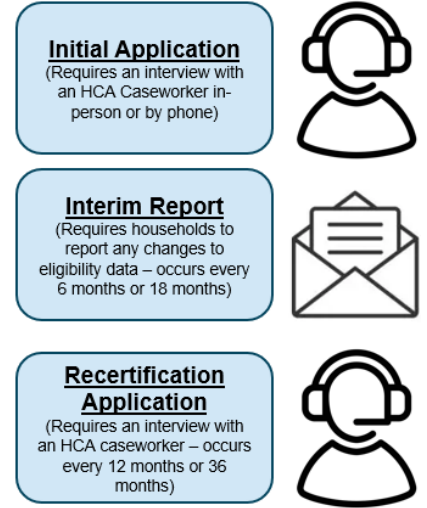 Initial Application
(Requires an interview with
an HCA Caseworker in-
person or by phone)
Interim Report
(Requires households to
report any changes to
eligibility data – occurs every
6 months or 18 months)
Recertification
Application
(Requires an interview with
an HCA caseworker – occurs
every 12 months or 36
months)